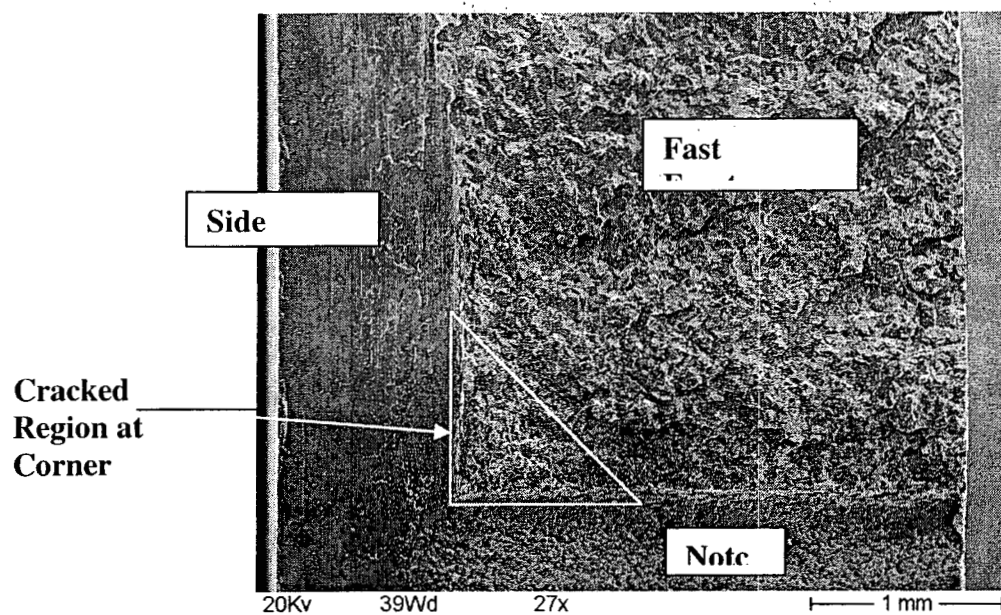 Fast
Side
Cracked
Region at
Corner
Notc
20Kv 39Wd 27x 1 mm